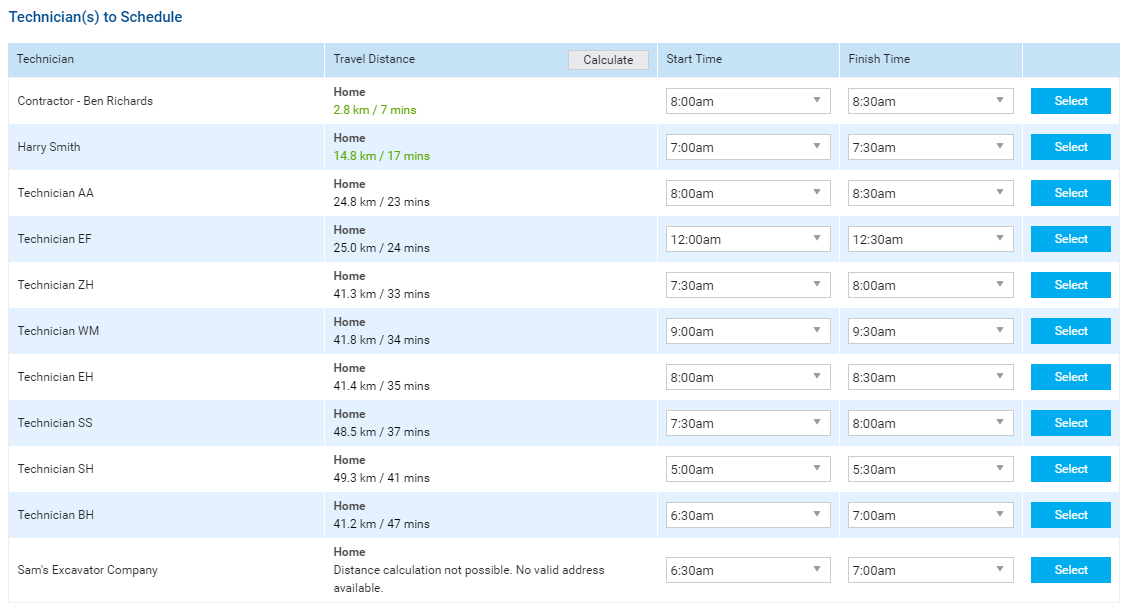 Technician(s) to Schedule
Technician Travel Distance Calculate Start Time Finish Time
Contractor - Ben Richards Home 2.8 km / 7 mins 8:00am 8:30am Select
Harry Smith Home 14.8 km / 17 mins 7:00am 7:30am Select
Technician AA Home 24.8 km / 23 mins 8:00am 8:30am Select
Technician EF Home 25.0 km / 24 mins 12:00am 12:30am Select
Technician ZH Home 41.3 km / 33 mins 7:30am 8:00am Select
Technician WM Home 41.8 km / 34 mins 9:00am 9:30am Select
Technician EH Home 41.4 km / 35 mins 8:00am 8:30am Select
Technician SS Home 48.5 km / 37 mins 7:30am 8:00am Select
Technician SH Home 49.3 km / 41 mins 5:00am 5:30am Select
Technician BH Home 41.2 km / 47 mins 6:30am 7:00am Select
Sam's Excavator Company Home Distance calculation not possible. No valid address available. 6:30am 7:00am Select